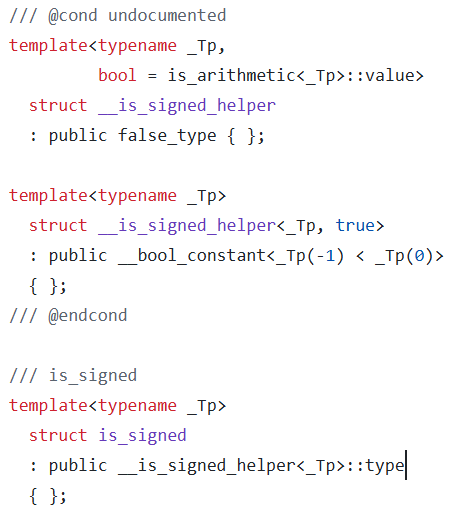 /// @cond undocumented
template<typename _Tp,
         bool = is_arithmetic<_Tp>::value>
  struct __is_signed_helper
  : public false_type { };

template<typename _Tp>
  struct __is_signed_helper<_Tp, true>
  : public __bool_constant<_Tp(-1) < _Tp(0)>
  { };
/// @endcond

/// is_signed
template<typename _Tp>
  struct is_signed
  : public __is_signed_helper<_Tp>::type
  { };